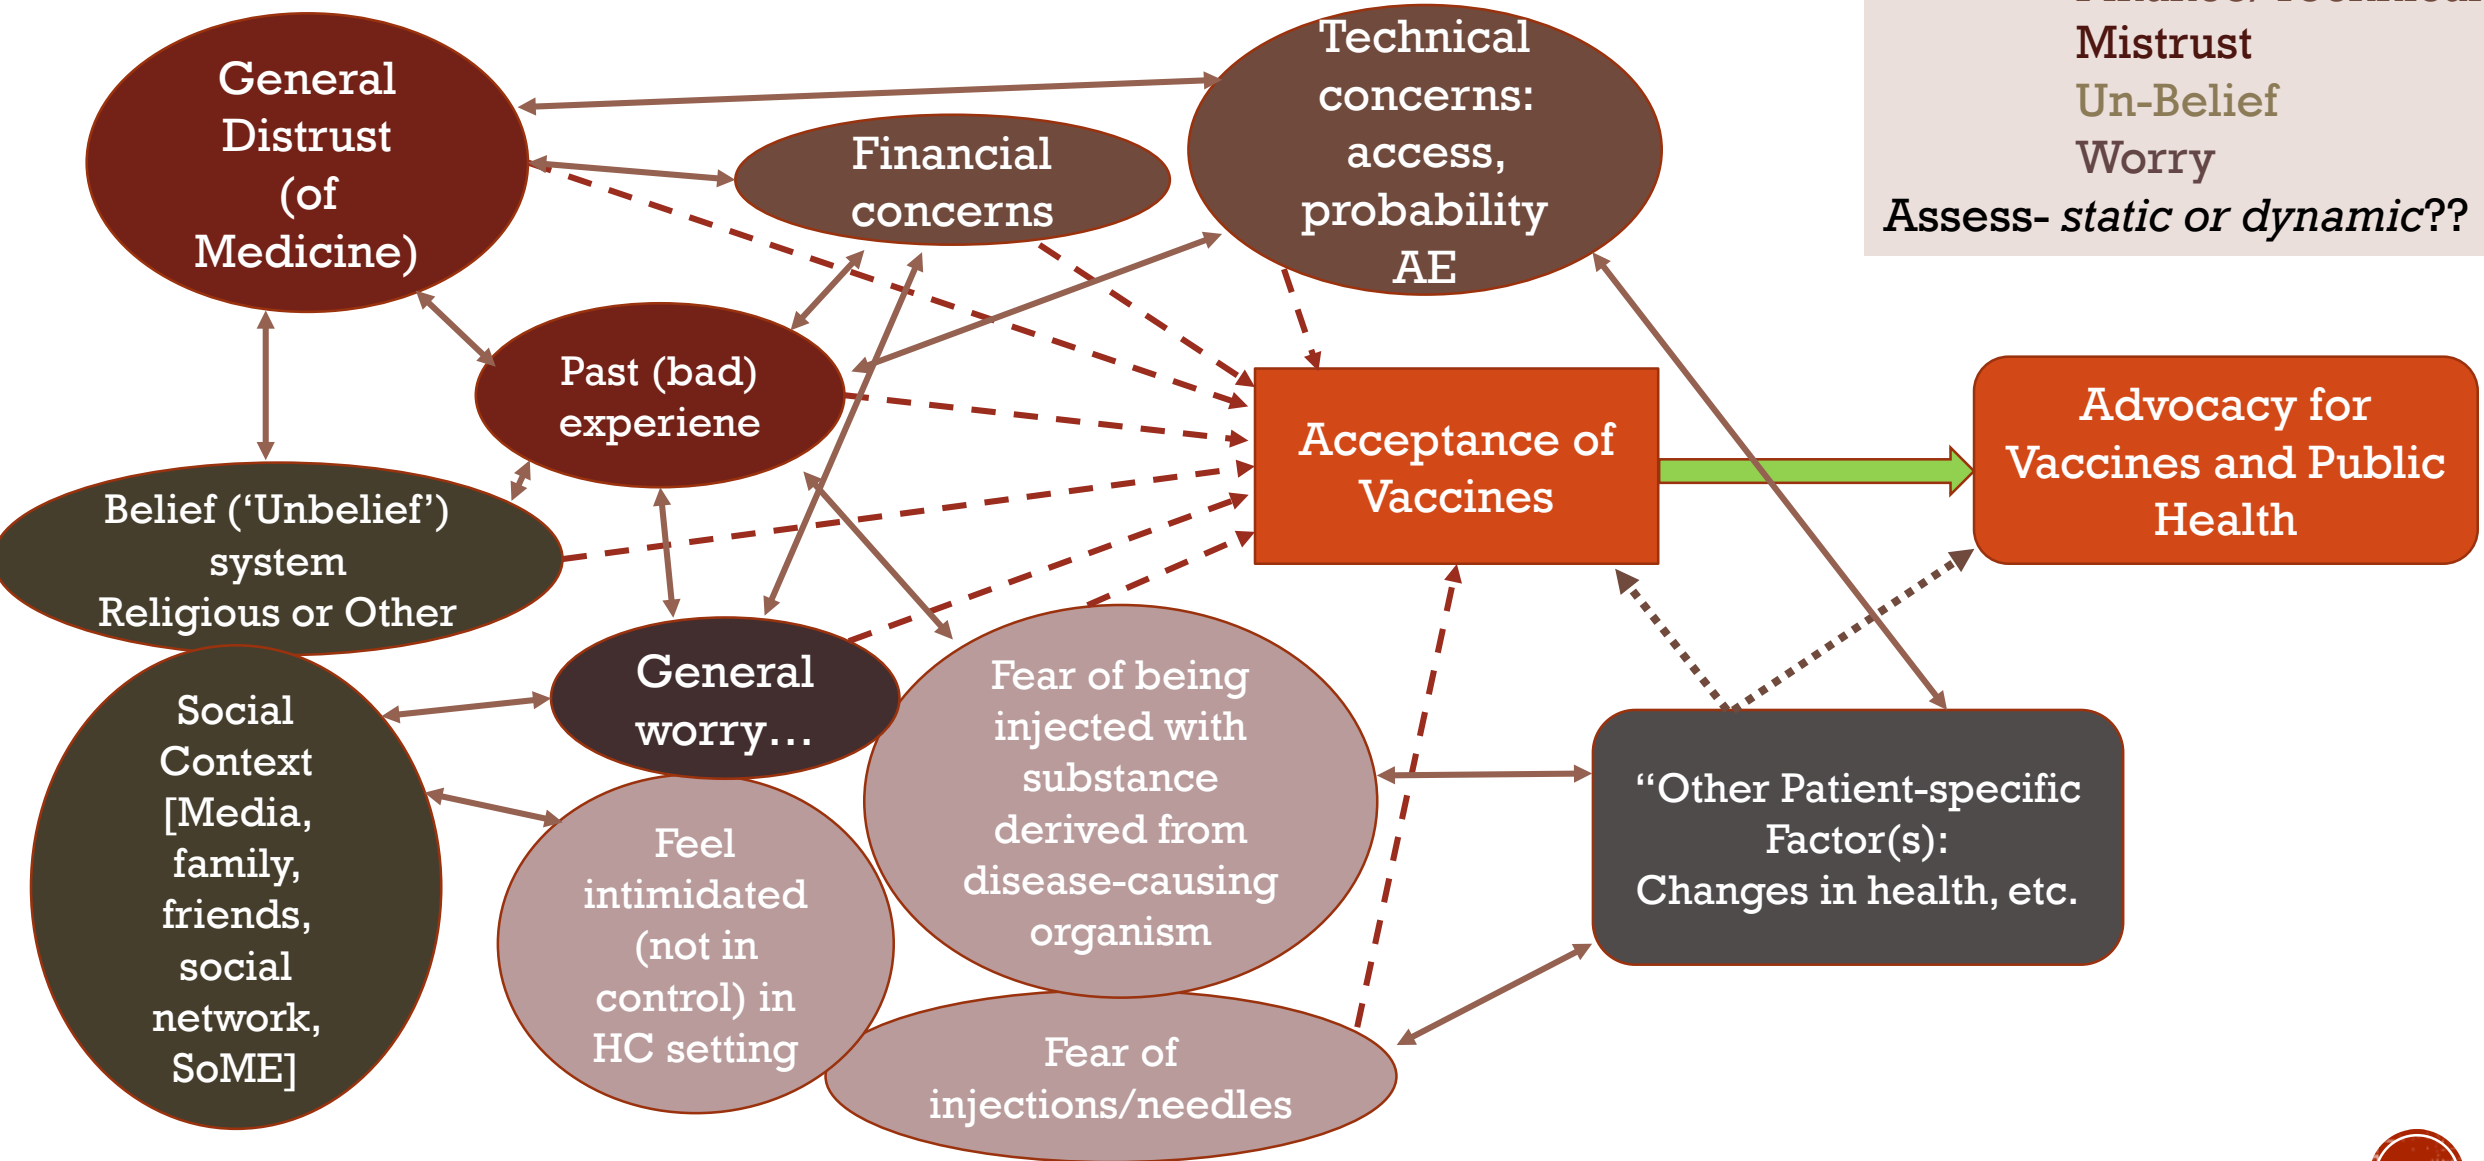 General
Distrust
(of
Medicine)
Financial
concerns
Technical
concerns:
access,
probability
AE
Mistrust
Un-Belief
Worry
Assess- static or dynamic??
Past (bad)
experiene
Acceptance of
Vaccines
Advocacy for
Vaccines and Public
Health
Belief (‘Unbelief’)
system
Religious or Other
General
worry…
Social
Context
[Media,
family,
friends,
social
network,
SoME]
Feel
intimidated
(not in
control) in
HC setting
Fear of being
injected with
substance
derived from
disease-causing
organism
Fear of
injections/needles
“Other Patient-specific
Factor(s):
Changes in health, etc.